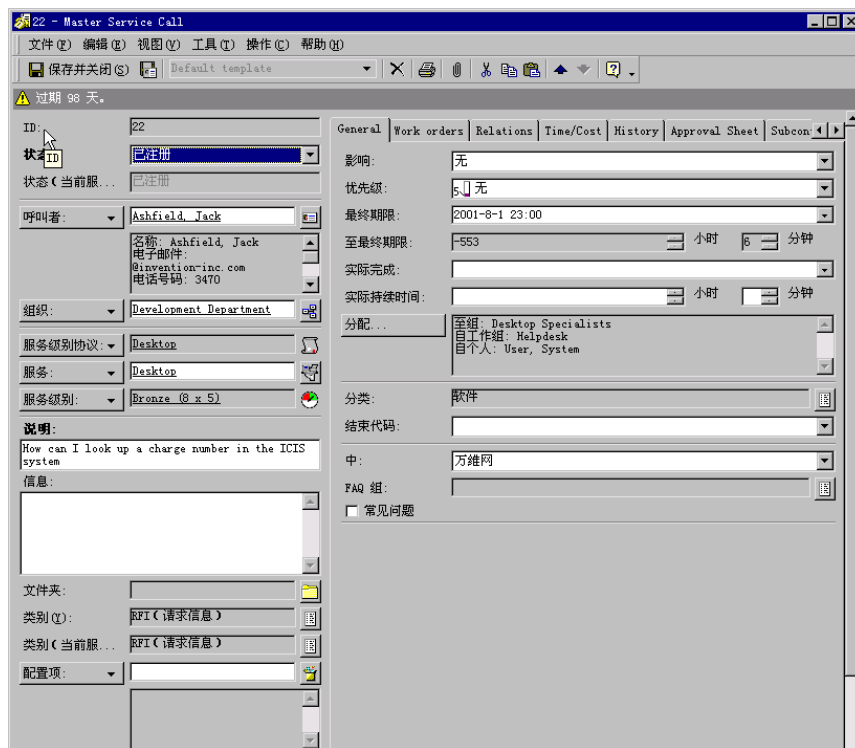 22 - Master Service Call
文件(F) 编辑(E) 视图(V) 工具(T) 操作(C) 帮助(H)
保存并关闭(S) Default template
过期 98 天。
ID: 22
ID
状态 已注册
状态(当前服... 已注册
呼叫者: Ashfield, Jack
名称: Ashfield, Jack
电子邮件:
@invention-inc.com
电话号码: 3470
组织: Development Department
服务级别协议: Desktop
服务: Desktop
服务级别: Bronze (8 x 5)
说明:
How can I look up a charge number in the ICIS
system
信息:
文件夹:
类别(Y): RFI(请求信息)
类别(当前服... RFI(请求信息)
配置项:
General Work orders Relations Time/Cost History Approval Sheet Subcon
影响: 无
优先级: 5. 无
最终期限: 2001-8-1 23:00
至最终期限: -553 小时 6 分钟
实际完成:
实际持续时间: 小时 分钟
分配... 至组: Desktop Specialists
自工作组: Helpdesk
自个人: User, System
分类: 软件
结束代码:
中: 万维网
FAQ 组:
常见问题